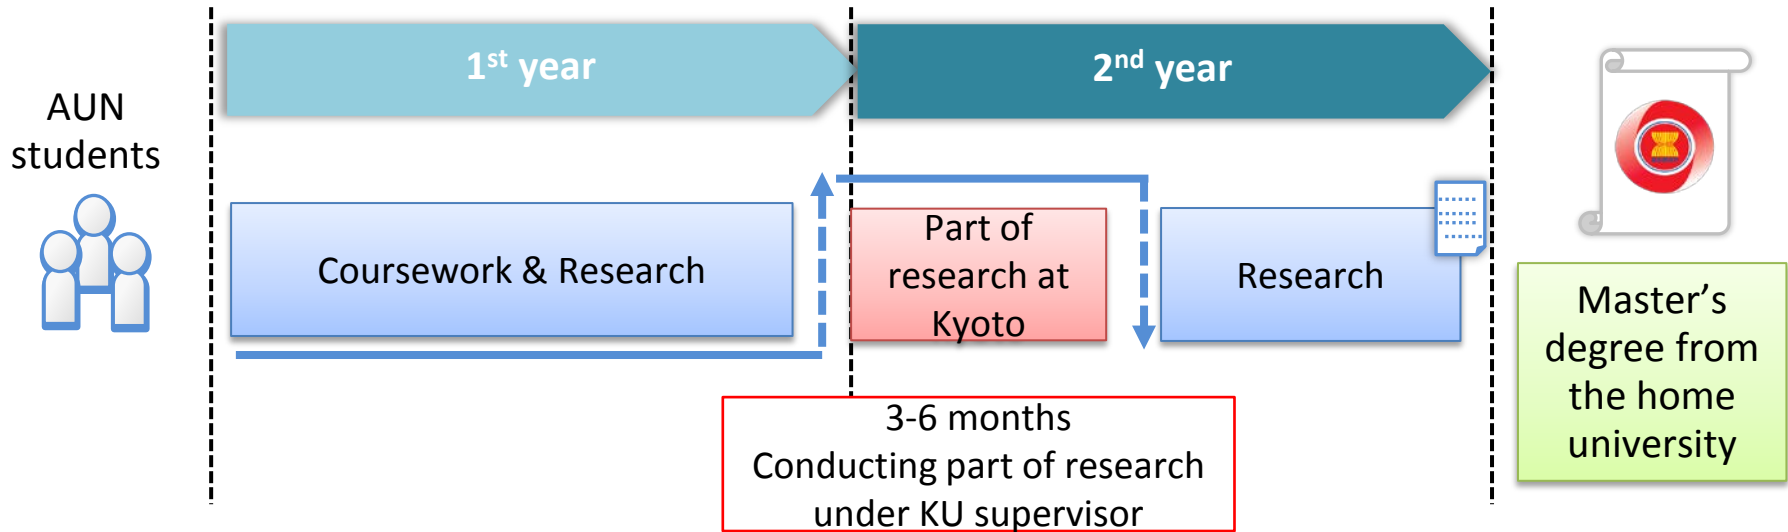 1st year
2nd year
AUN
students
Coursework & Research
Part of
research at
Kyoto
Research
3-6 months
Conducting part of research
under KU supervisor
Master’s
degree from
the home
university